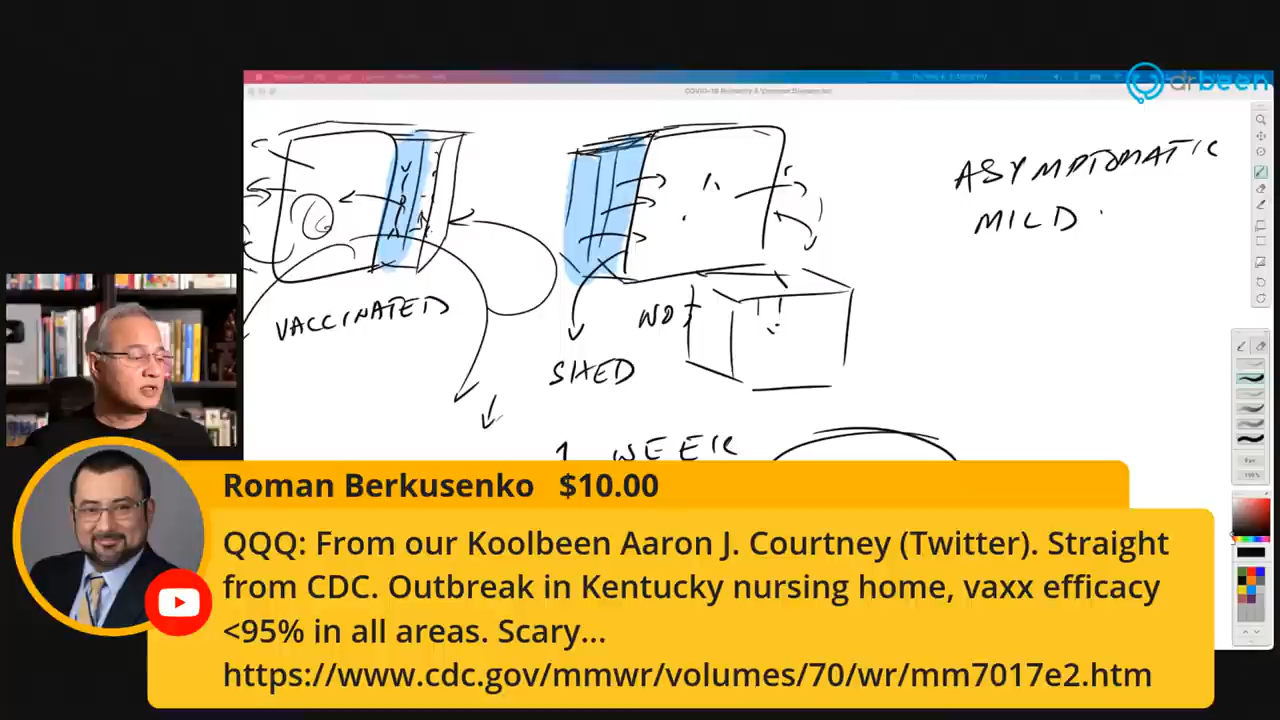 drbeen
ASYMPTOMATIC
MILD
VACCINATED
NOT
SHED
1 WEEK
Roman Berkusenko $10.00
QQQ: From our Koolbeen Aaron J. Courtney (Twitter). Straight
from CDC. Outbreak in Kentucky nursing home, vaxx efficacy
<95% in all areas. Scary...
https://www.cdc.gov/mmwr/volumes/70/wr/mm7017e2.htm